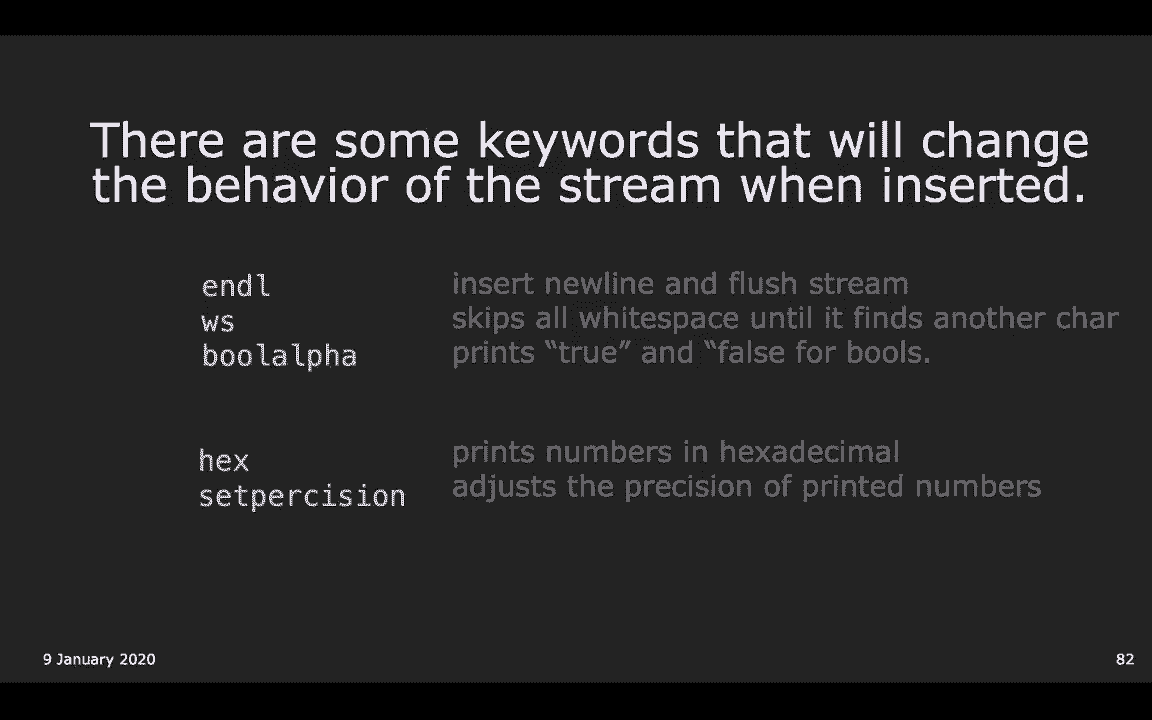 There are some keywords that will change
the behavior of the stream when inserted.
endl insert newline and flush stream
ws skips all whitespace until it finds another char
boolalpha prints “true” and “false for bools.
hex prints numbers in hexadecimal
setpercision adjusts the precision of printed numbers
9 January 2020 82